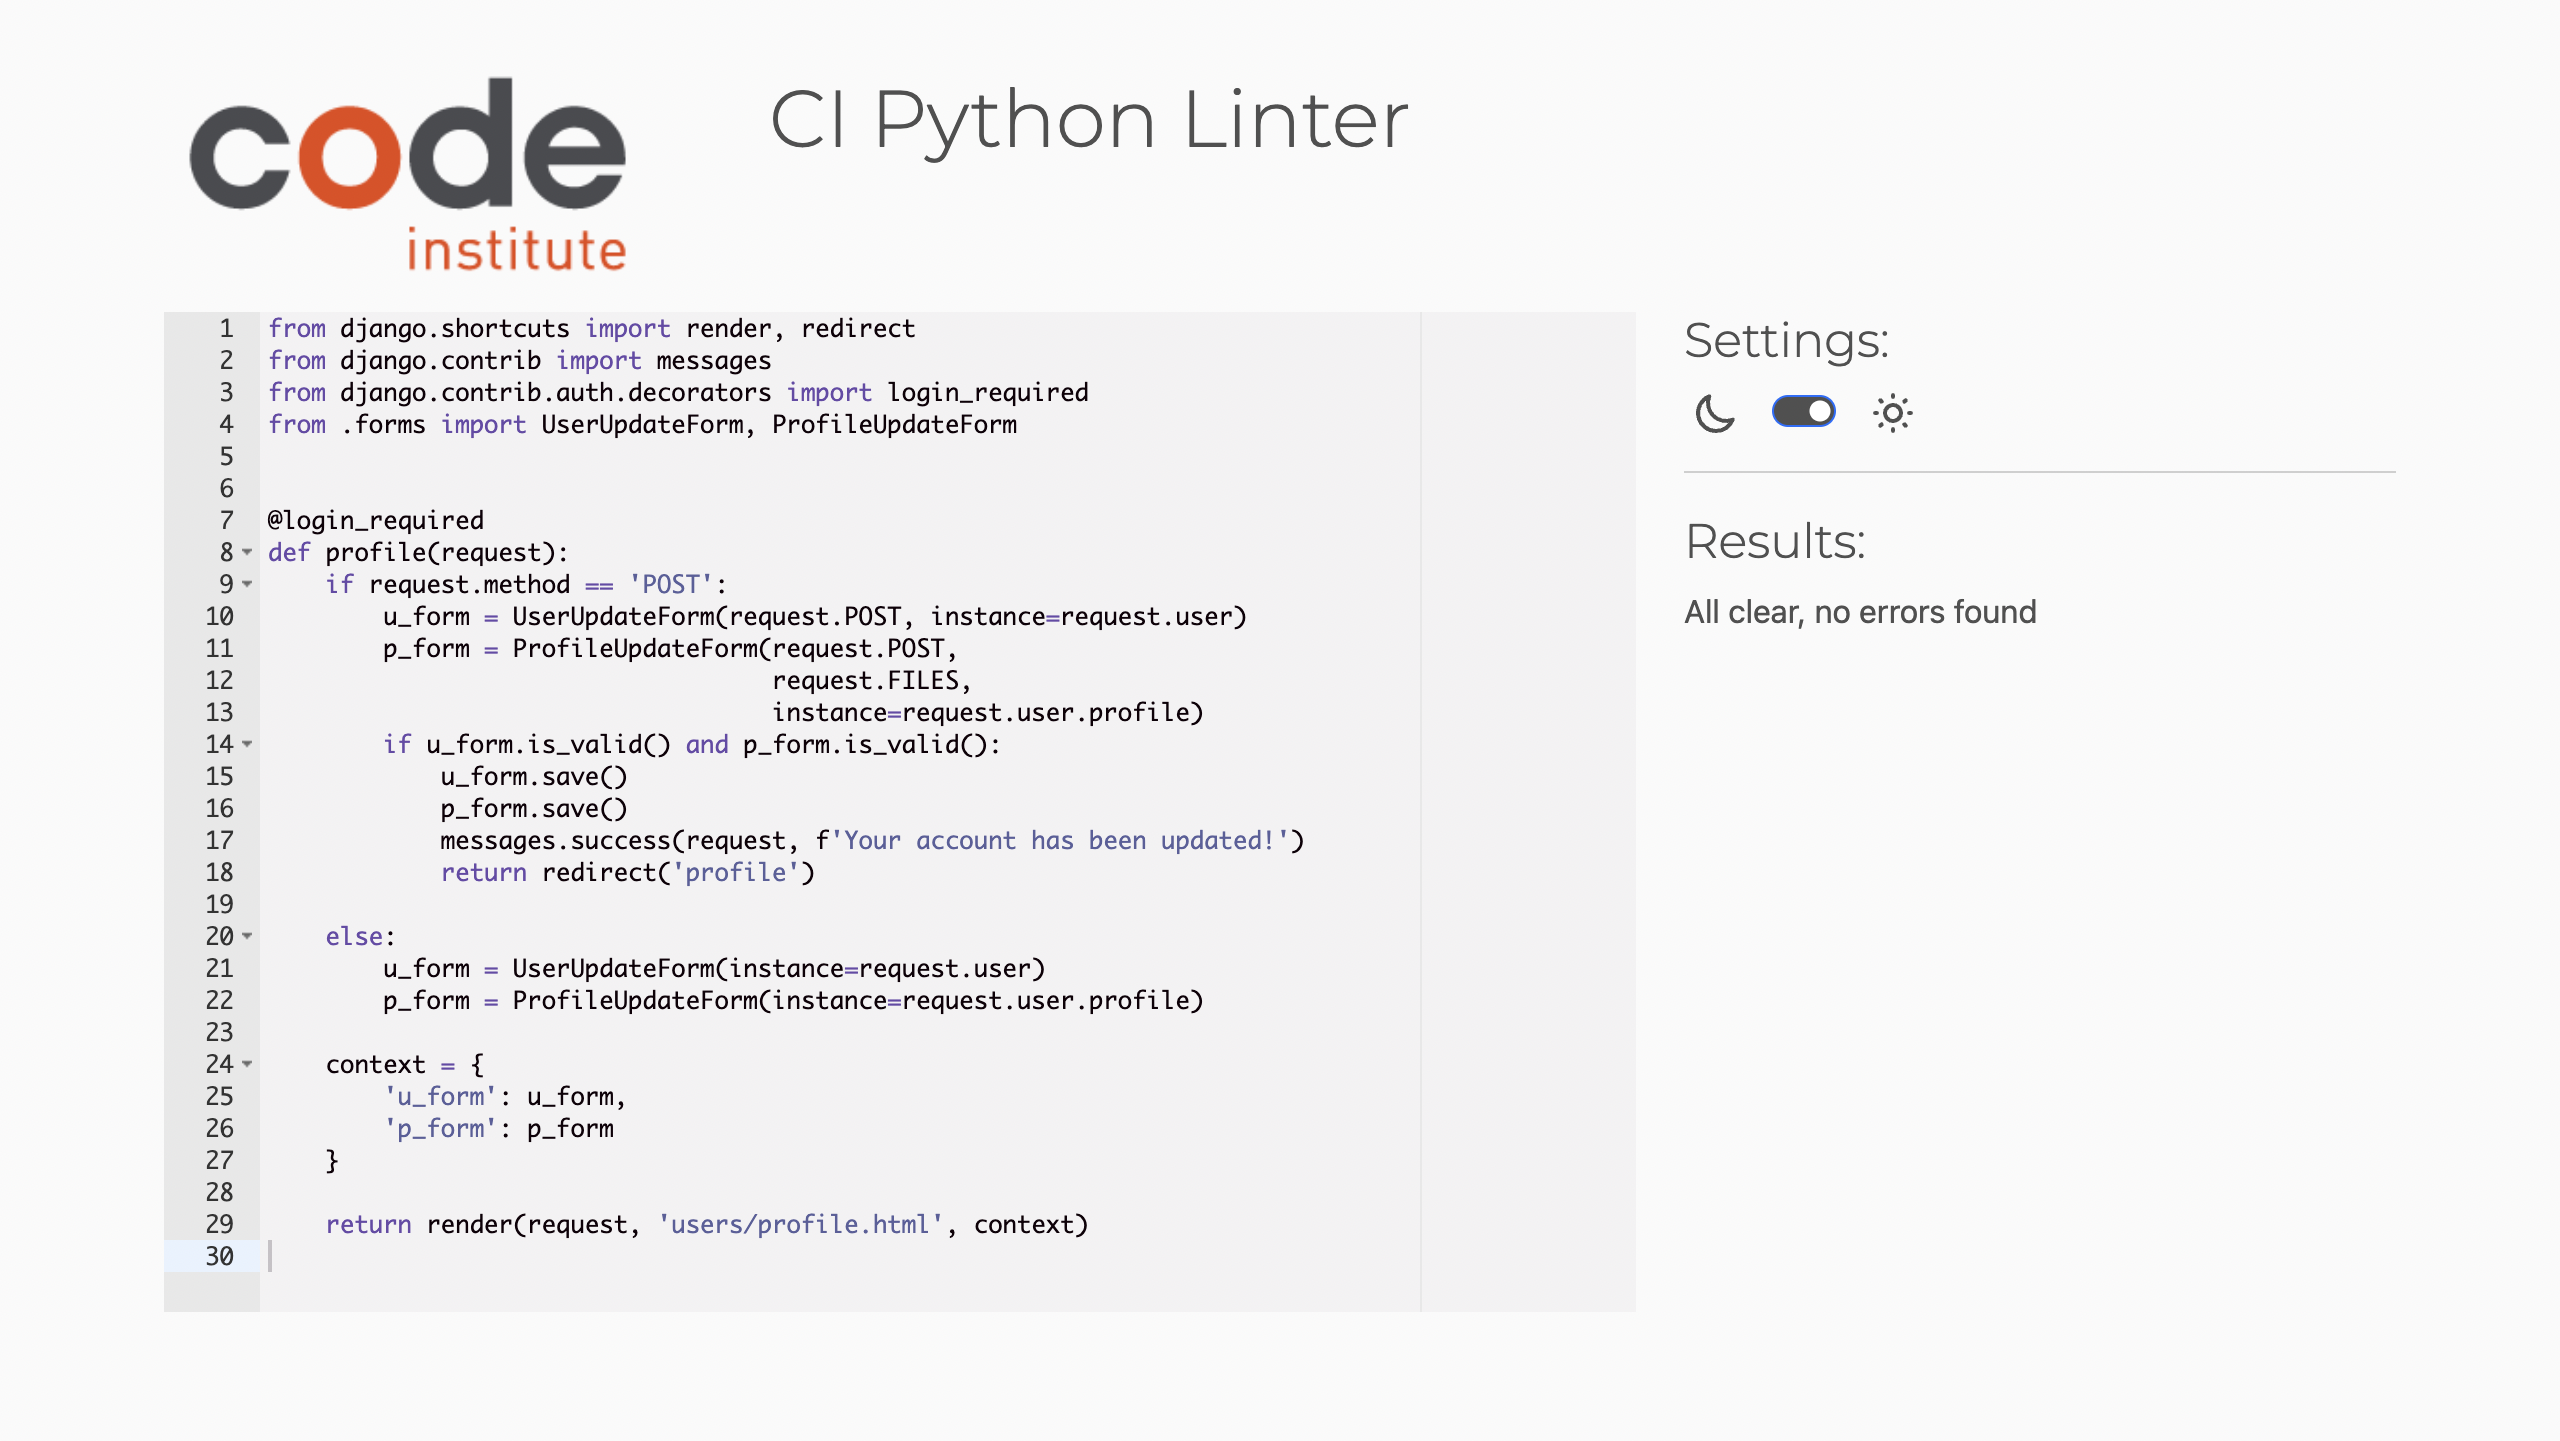 code
institute
CI Python Linter
1 from django.shortcuts import render, redirect
2 from django.contrib import messages
3 from django.contrib.auth.decorators import login_required
4 from .forms import UserUpdateForm, ProfileUpdateForm
5
6
7 @login_required
8 def profile(request):
9     if request.method == 'POST':
10         u_form = UserUpdateForm(request.POST, instance=request.user)
11         p_form = ProfileUpdateForm(request.POST,
12                                    request.FILES,
13                                    instance=request.user.profile)
14         if u_form.is_valid() and p_form.is_valid():
15             u_form.save()
16             p_form.save()
17             messages.success(request, f'Your account has been updated!')
18             return redirect('profile')
19
20     else:
21         u_form = UserUpdateForm(instance=request.user)
22         p_form = ProfileUpdateForm(instance=request.user.profile)
23
24     context = {
25         'u_form': u_form,
26         'p_form': p_form
27     }
28
29     return render(request, 'users/profile.html', context)
30
Settings:
Results:
All clear, no errors found